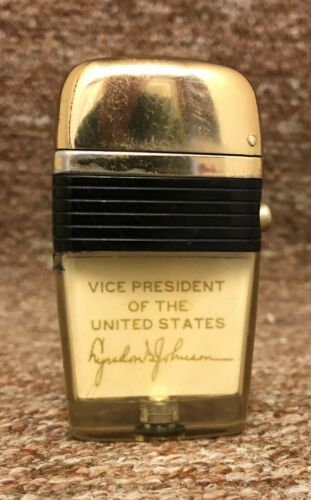 VICE PRESIDENT
OF THE
UNITED STATES
Lyndon B Johnson